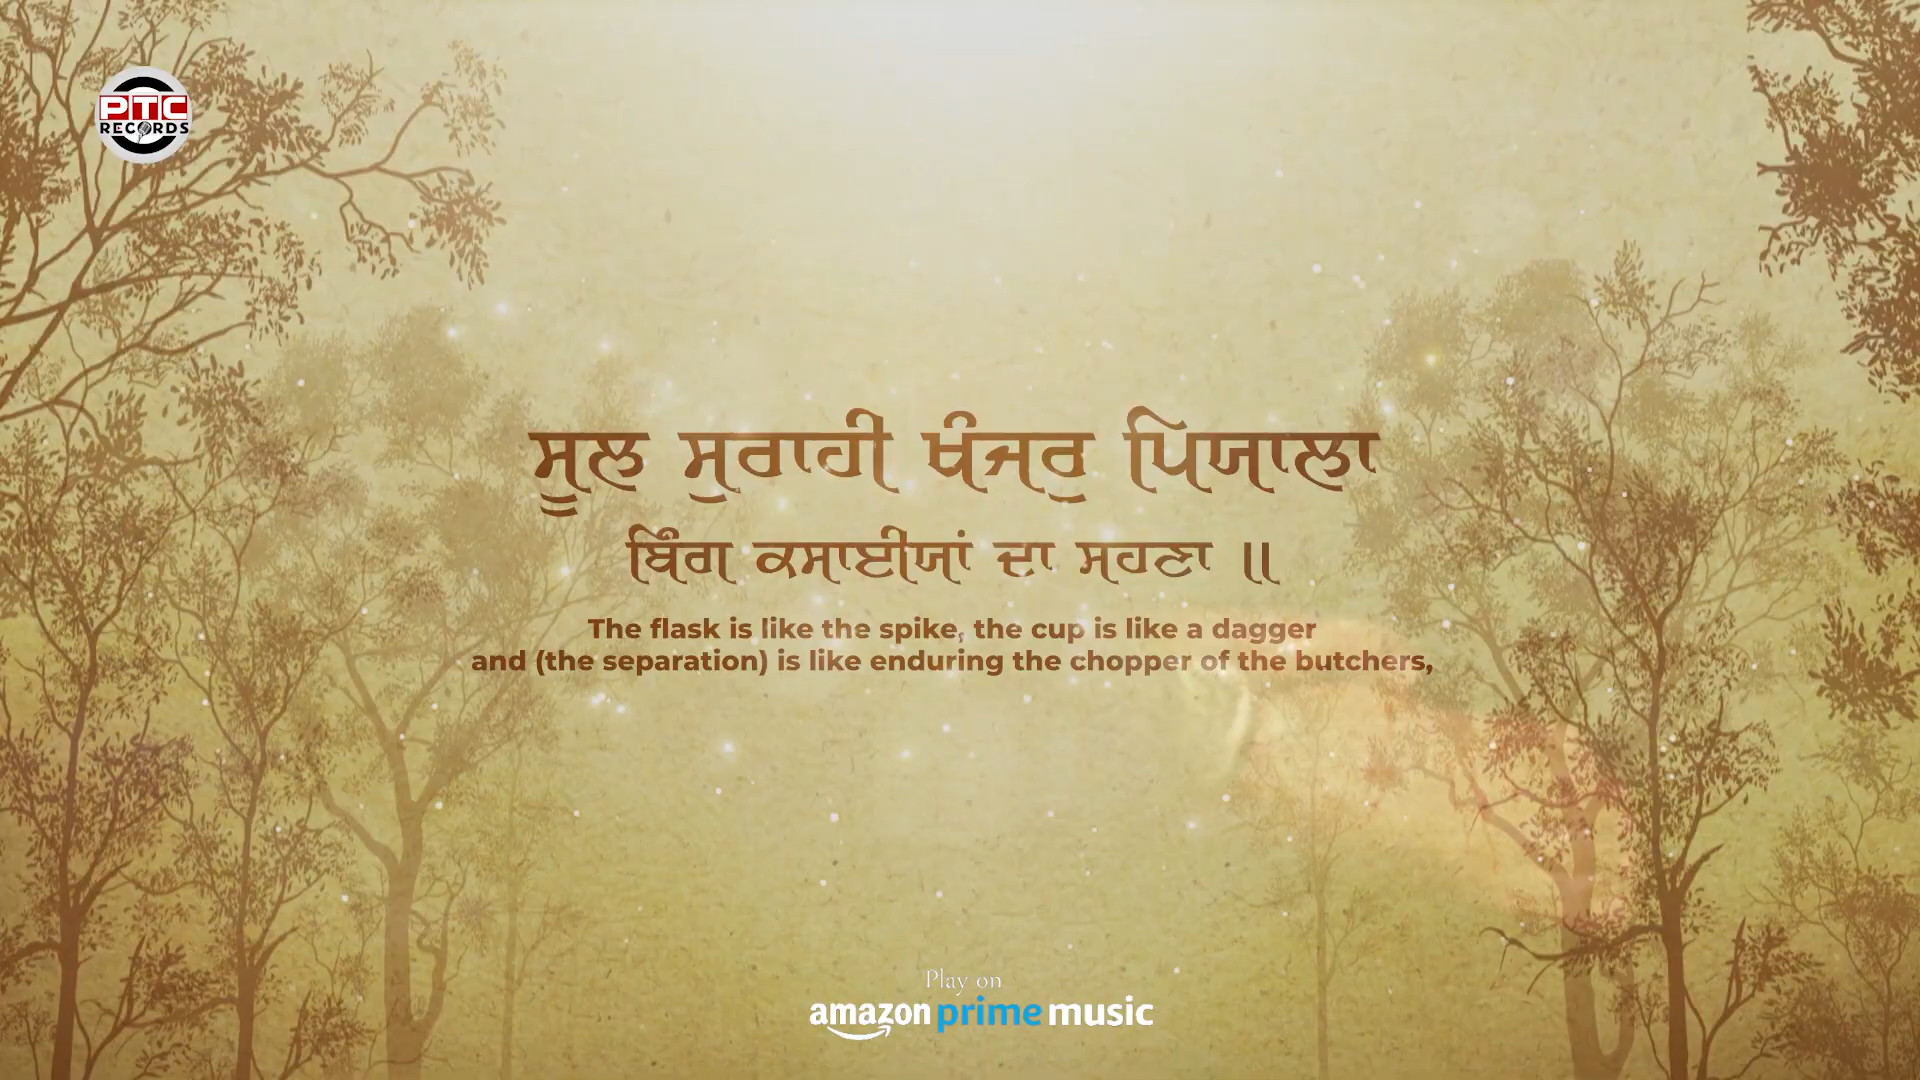 PTC
RECORDS
ਸੂਲ ਸੁਰਾਹੀ ਖੰਜਰੁ ਪਿਯਾਲਾ
ਬਿੰਗ ਕਸਾਈਯਾਂ ਦਾ ਸਹਣਾ ॥
The flask is like the spike, the cup is like a dagger
and (the separation) is like enduring the chopper of the butchers,
Play on
amazon prime music